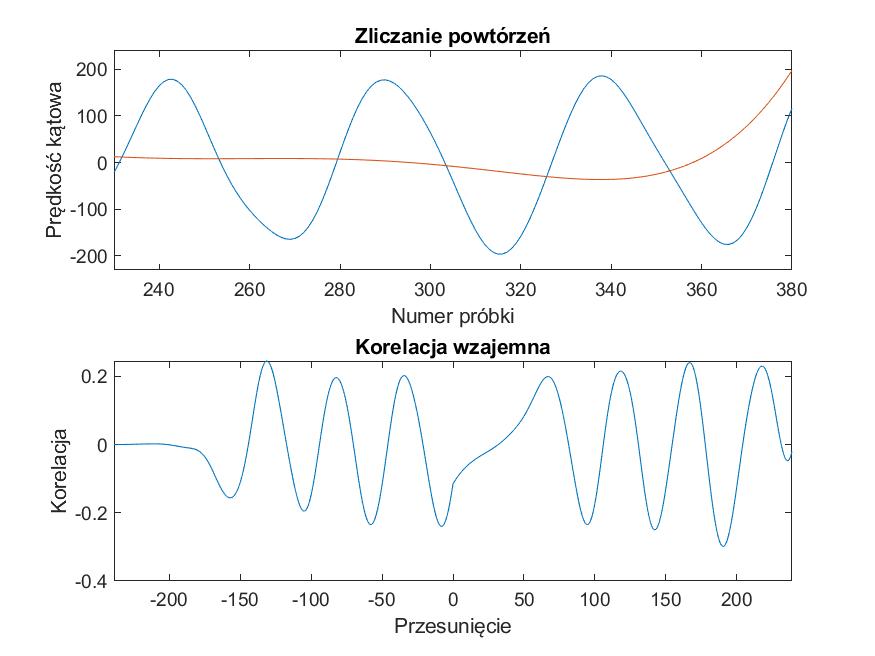 Zliczanie powtórzeń
200
100
0
-100
-200
Prędkość kątowa
240 260 280 300 320 340 360 380
Numer próbki
Korelacja wzajemna
0.2
0
-0.2
-0.4
Korelacja
-200 -150 -100 -50 0 50 100 150 200
Przesunięcie